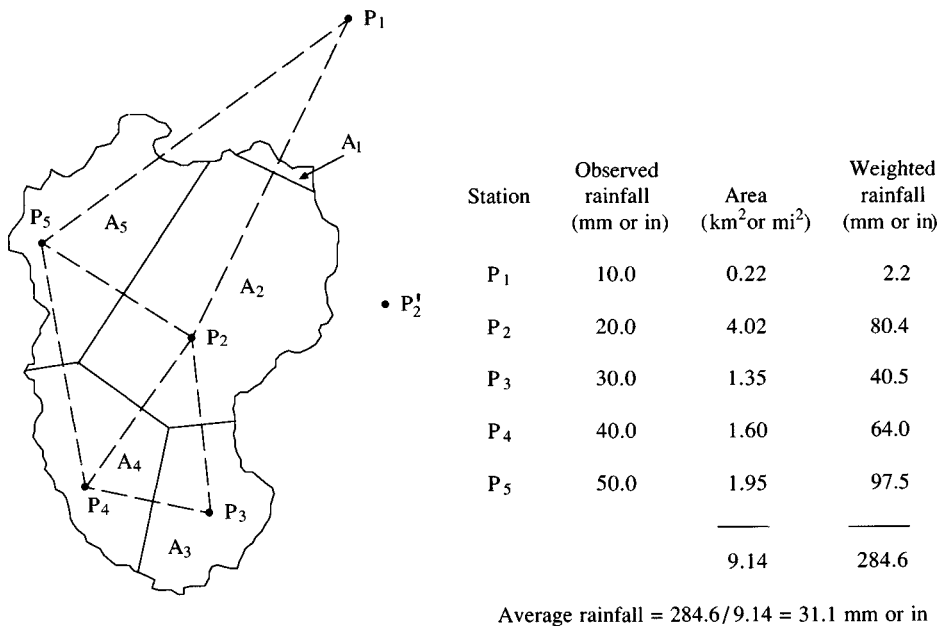 P₁
A₁
P₅
A₅
A₂
P₂'
P₂
A₄
P₄
P₃
A₃
Station Observed rainfall (mm or in) Area (km² or mi²) Weighted rainfall (mm or in)
P₁ 10.0 0.22 2.2
P₂ 20.0 4.02 80.4
P₃ 30.0 1.35 40.5
P₄ 40.0 1.60 64.0
P₅ 50.0 1.95 97.5
9.14 284.6
Average rainfall = 284.6/9.14 = 31.1 mm or in